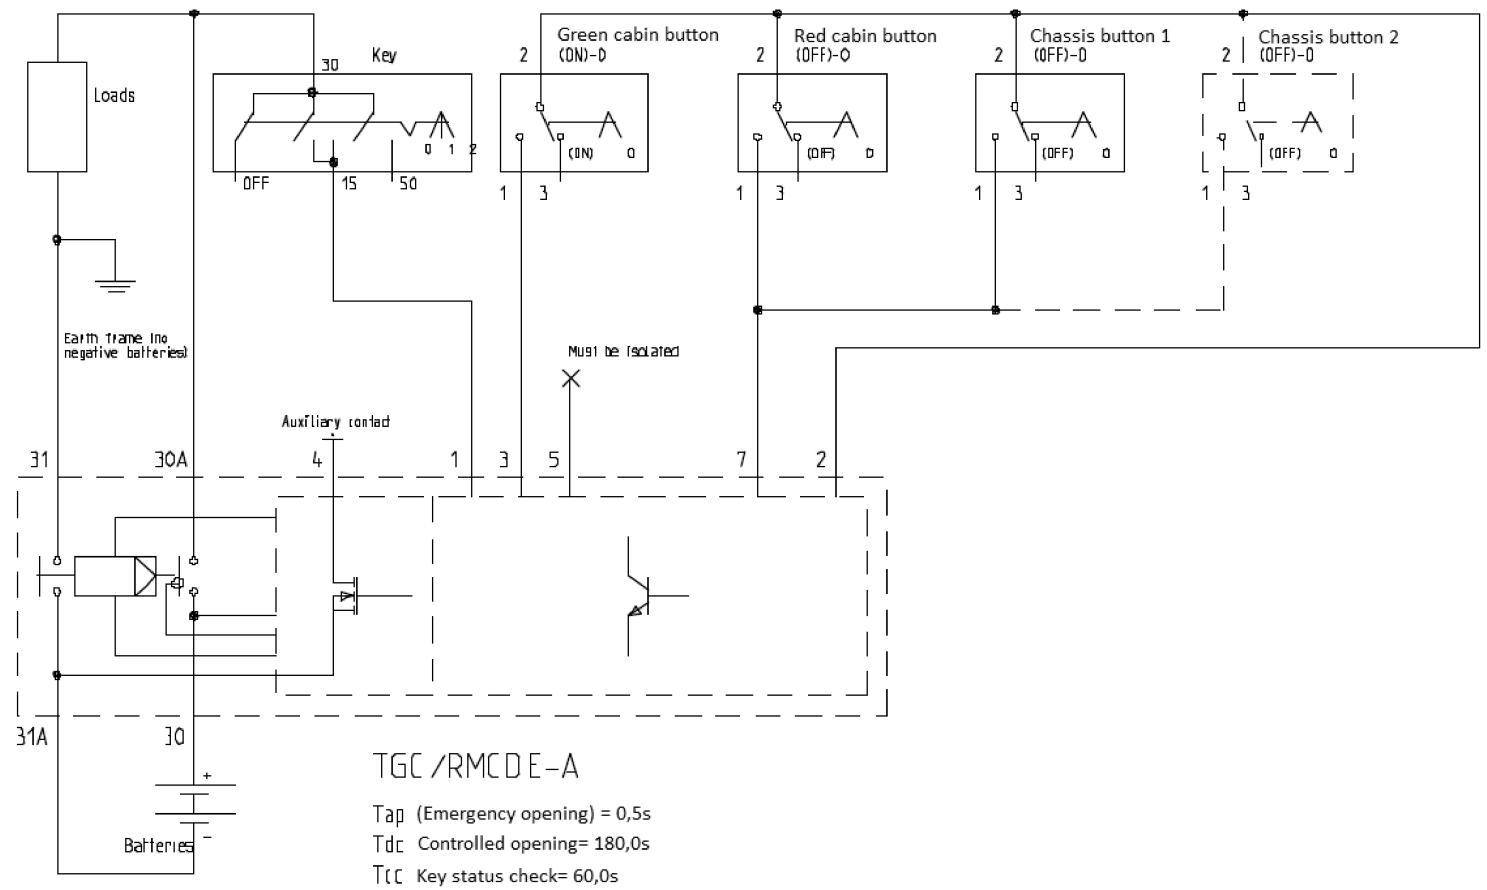 Loads
Key
30
0 1 2
OFF
15
50
Green cabin button
2 (ON)-0
(ON) 0
1 3
Red cabin button
2 (OFF)-0
(OFF) 0
1 3
Chassis button 1
2 (OFF)-0
(OFF) 0
1 3
Chassis button 2
2 (OFF)-0
(OFF) 0
1 3
Earth frame (no
negative batteries)
Must be isolated
Auxiliary contact
31
30A
4
1
3
5
7
2
31A
30
+
-
Batteries
TGC/RMCD E-A
Tap (Emergency opening) = 0,5s
Tdc Controlled opening= 180,0s
Tcc Key status check= 60,0s